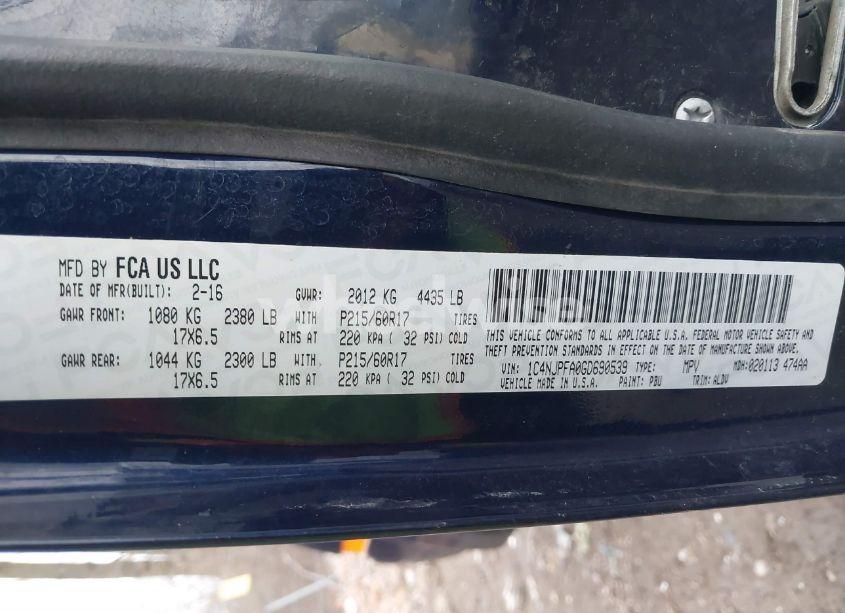 MFD BY FCA US LLC
DATE OF MFR(BUILT): 2-16 GVWR: 2012 KG 4435 LB
GAWR FRONT: 1080 KG 2380 LB WITH P215/60R17 TIRES
17X6.5 RIMS AT 220 KPA ( 32 PSI) COLD
GAWR REAR: 1044 KG 2300 LB WITH P215/60R17 TIRES
17X6.5 RIMS AT 220 KPA ( 32 PSI) COLD
THIS VEHICLE CONFORMS TO ALL APPLICABLE U.S.A. FEDERAL MOTOR VEHICLE SAFETY AND
THEFT PREVENTION STANDARDS IN EFFECT ON THE DATE OF MANUFACTURE SHOWN ABOVE.
VIN: 1C4NJPFA0GD690539 TYPE: MPV MDH:020113 474AA
VEHICLE MADE IN U.S.A. PAINT: PBU TRIM: ALDV